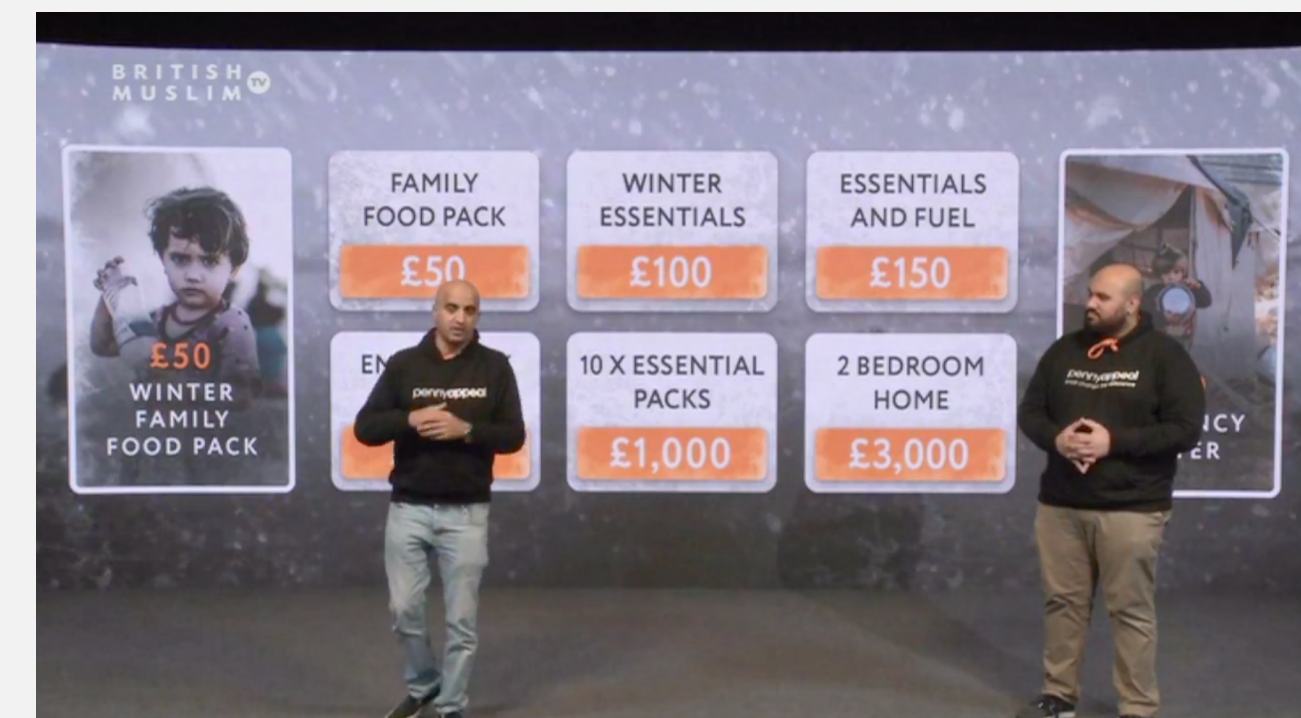 BRITISH
MUSLIM TV
£50
WINTER
FAMILY
FOOD PACK
FAMILY
FOOD PACK
£50
WINTER
ESSENTIALS
£100
ESSENTIALS
AND FUEL
£150
10 X ESSENTIAL
PACKS
£1,000
2 BEDROOM
HOME
£3,000
pennyappeal
pennyappeal